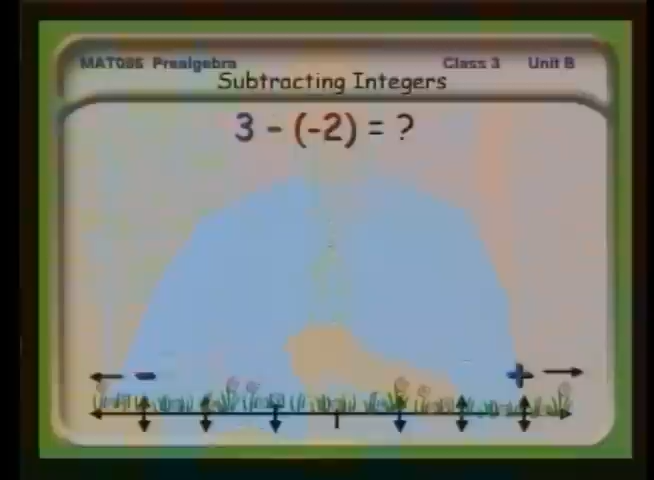 MAT086 Prealgebra Class 3 Unit B
Subtracting Integers
3 - (-2) = ?
- +